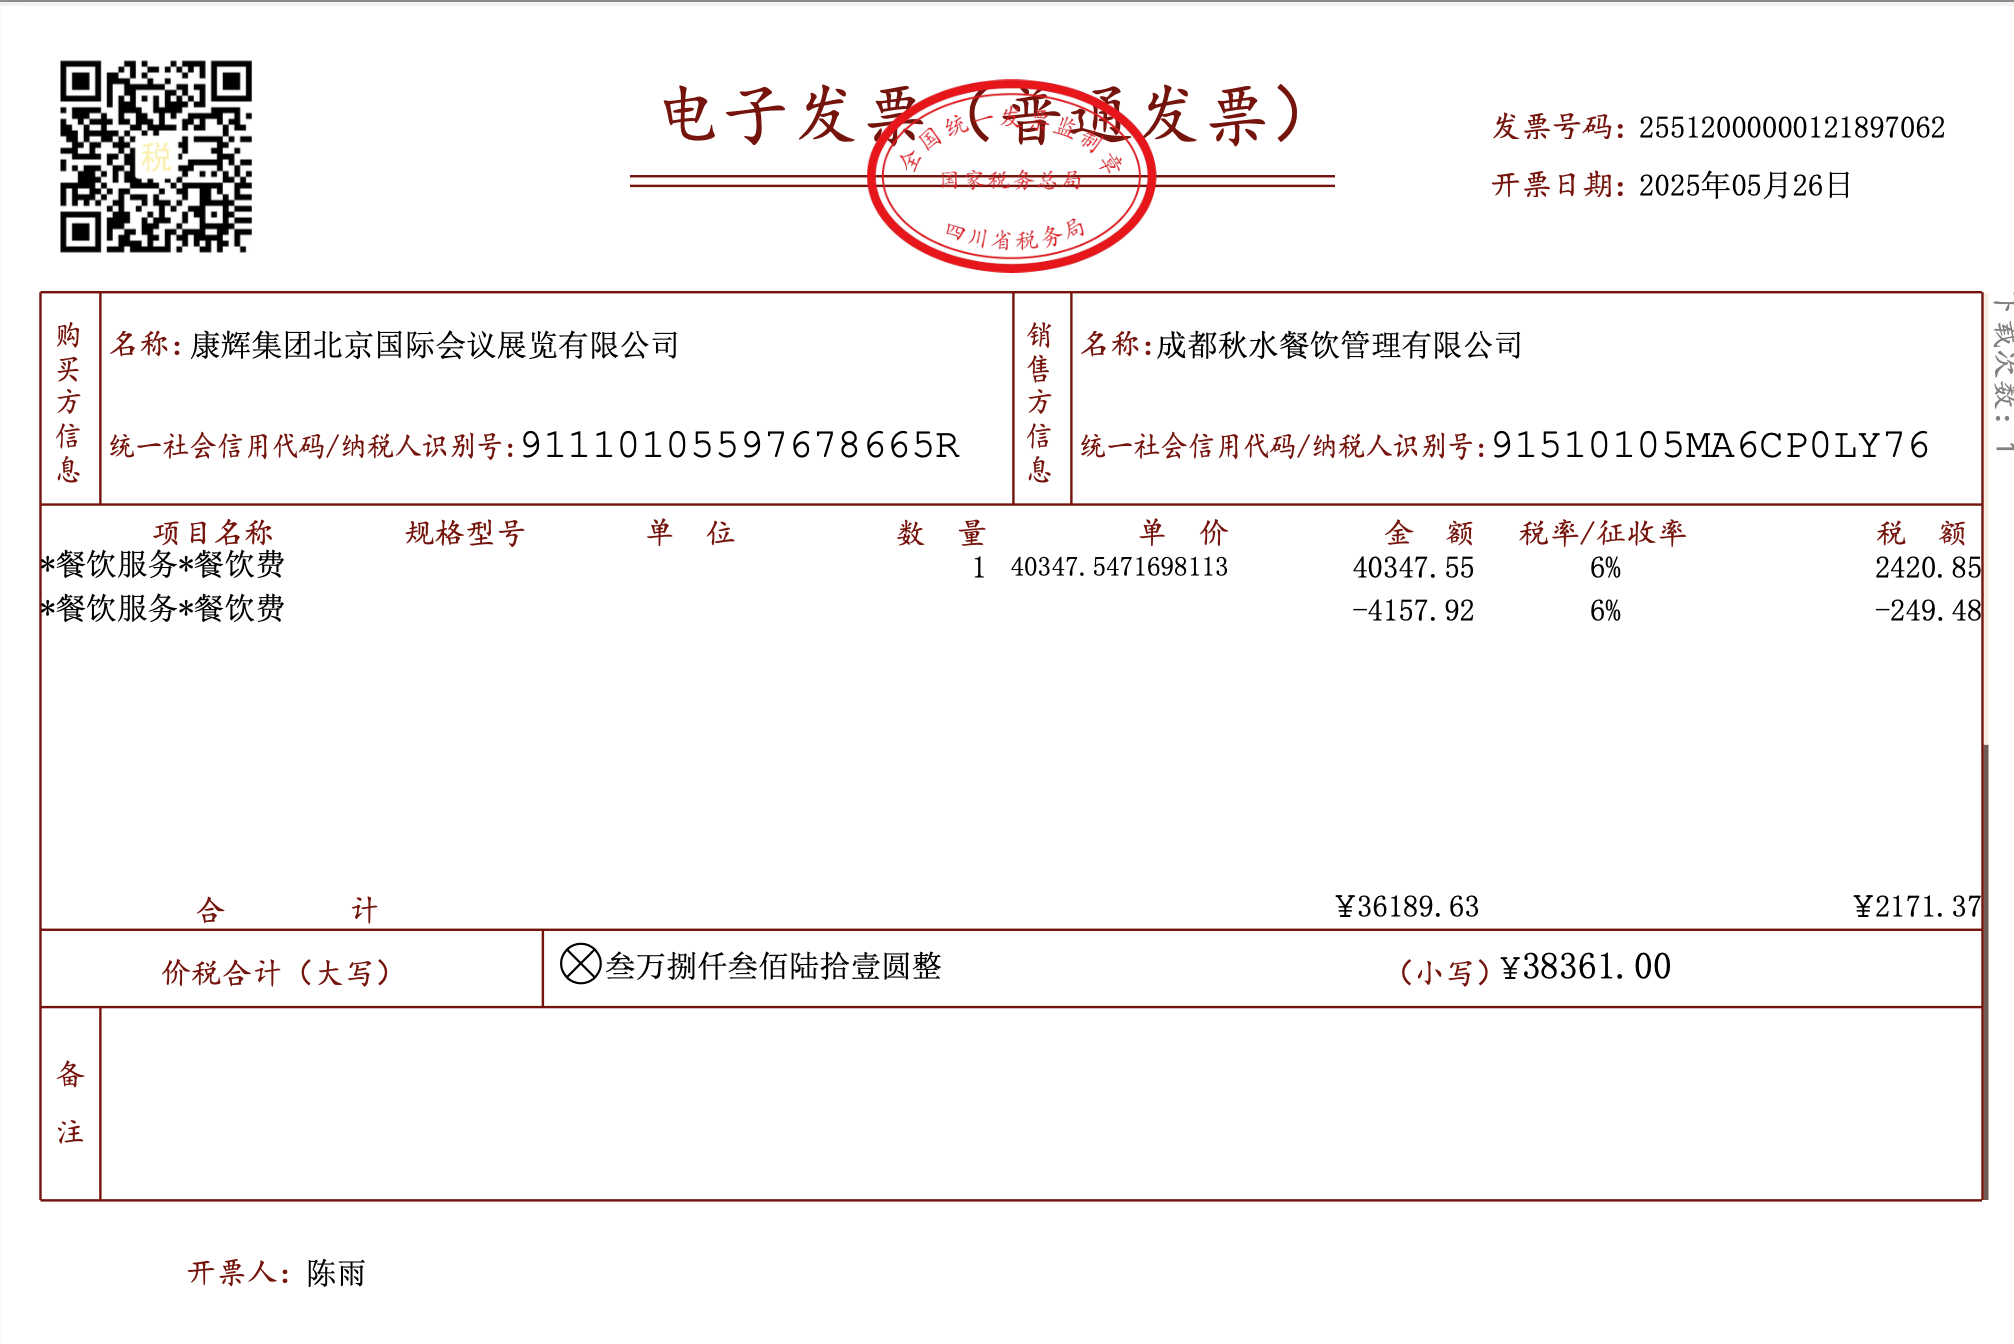 电子发票（普通发票）
全国统一发票监制章
国家税务总局
四川省税务局
税
发票号码：25512000000121897062
开票日期：2025年05月26日
购买方信息
名称：康辉集团北京国际会议展览有限公司
统一社会信用代码/纳税人识别号：91110105597678665R
销售方信息
名称：成都秋水餐饮管理有限公司
统一社会信用代码/纳税人识别号：91510105MA6CP0LY76
下载次数：1
项目名称 规格型号 单位 数量 单价 金额 税率/征收率 税额
*餐饮服务*餐饮费 1 40347.5471698113 40347.55 6% 2420.85
*餐饮服务*餐饮费 -4157.92 6% -249.48
合计 ¥36189.63 ¥2171.37
价税合计（大写） 叁万捌仟叁佰陆拾壹圆整 （小写）¥38361.00
备注
开票人：陈雨